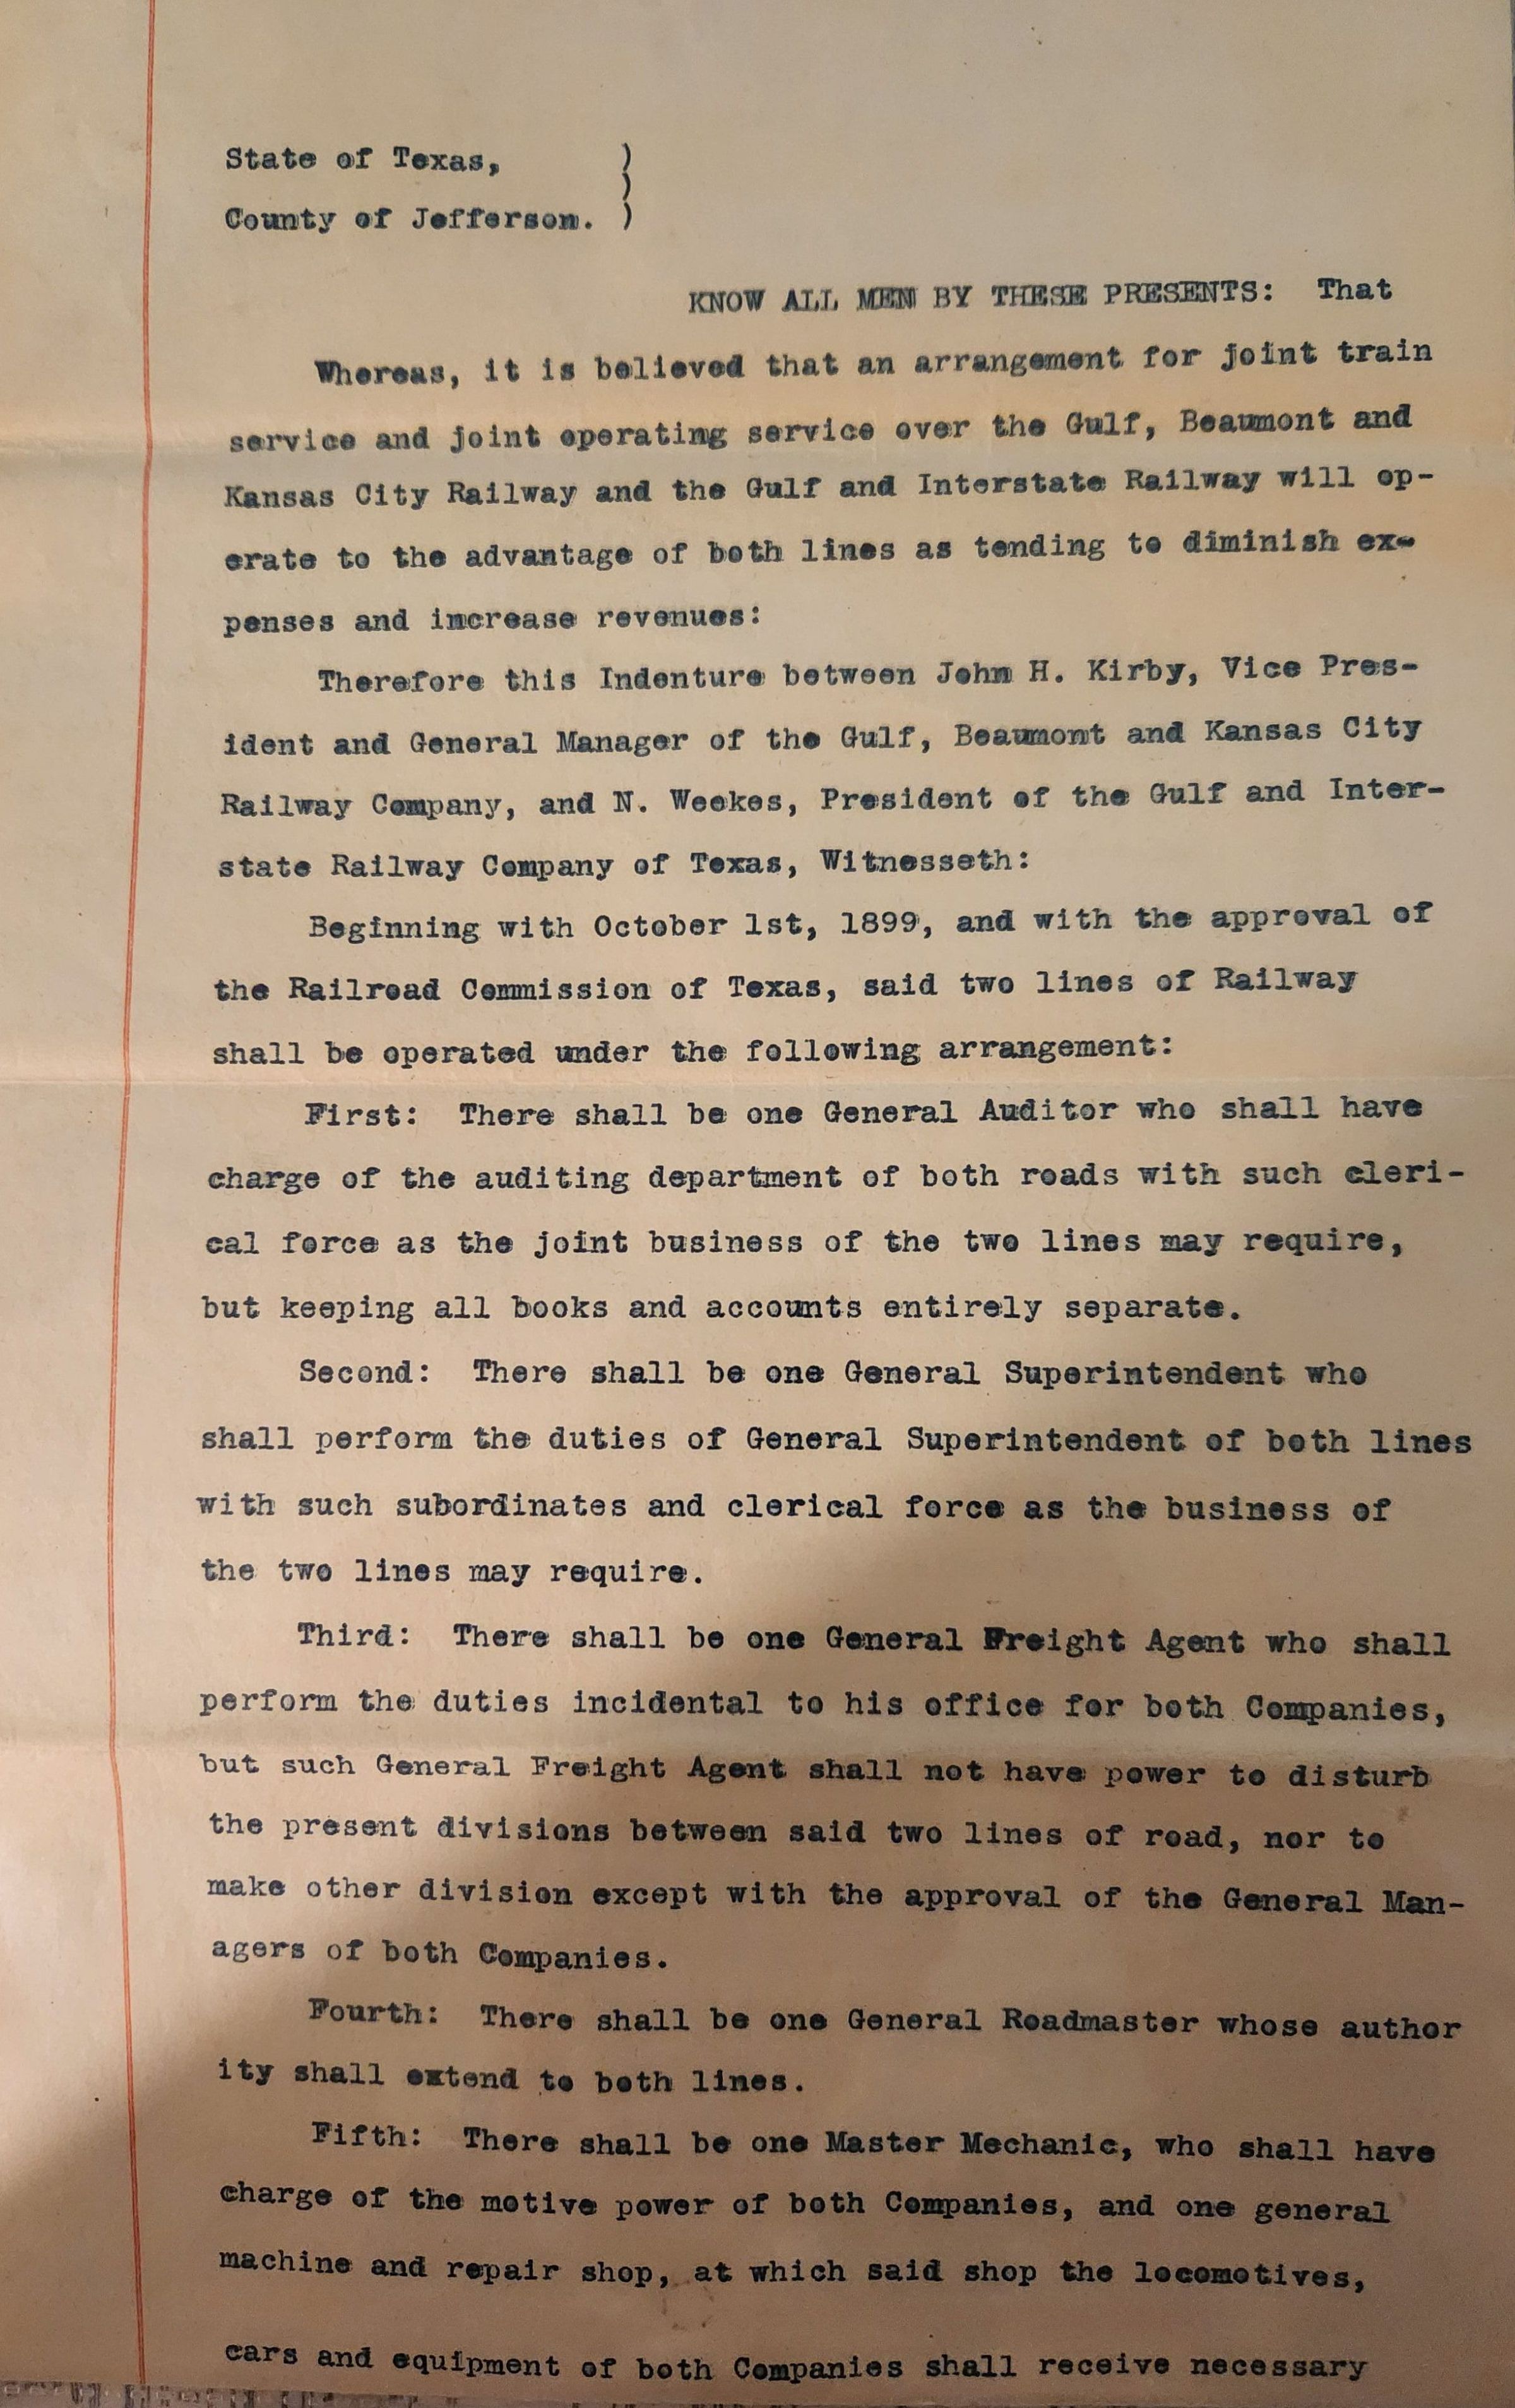 State of Texas, )
)
County of Jefferson. )
KNOW ALL MEN BY THESE PRESENTS: That
Whereas, it is believed that an arrangement for joint train
service and joint operating service over the Gulf, Beaumont and
Kansas City Railway and the Gulf and Interstate Railway will op-
erate to the advantage of both lines as tending to diminish ex-
penses and increase revenues:
Therefore this Indenture between John H. Kirby, Vice Pres-
ident and General Manager of the Gulf, Beaumont and Kansas City
Railway Company, and N. Weekes, President of the Gulf and Inter-
state Railway Company of Texas, Witnesseth:
Beginning with October 1st, 1899, and with the approval of
the Railroad Commission of Texas, said two lines of Railway
shall be operated under the following arrangement:
First: There shall be one General Auditor who shall have
charge of the auditing department of both roads with such cleri-
cal force as the joint business of the two lines may require,
but keeping all books and accounts entirely separate.
Second: There shall be one General Superintendent who
shall perform the duties of General Superintendent of both lines
with such subordinates and clerical force as the business of
the two lines may require.
Third: There shall be one General Freight Agent who shall
perform the duties incidental to his office for both Companies,
but such General Freight Agent shall not have power to disturb
the present divisions between said two lines of road, nor to
make other division except with the approval of the General Man-
agers of both Companies.
Fourth: There shall be one General Roadmaster whose author
ity shall extend to both lines.
Fifth: There shall be one Master Mechanic, who shall have
charge of the motive power of both Companies, and one general
machine and repair shop, at which said shop the locomotives,
cars and equipment of both Companies shall receive necessary